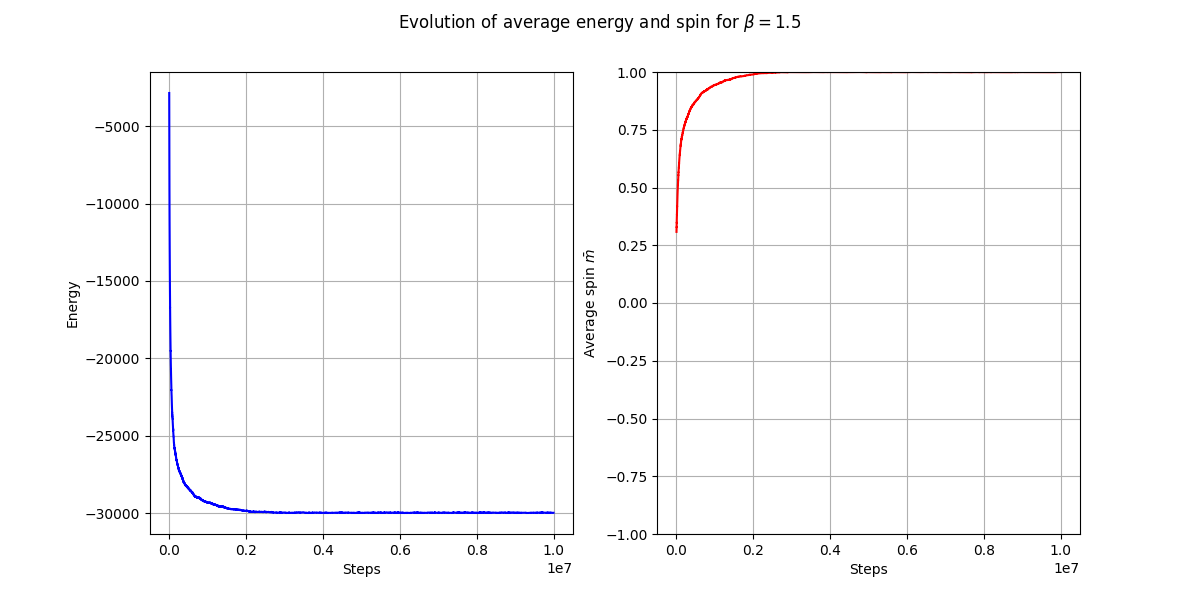 Evolution of average energy and spin for β = 1.5
Energy
−5000
−10000
−15000
−20000
−25000
−30000
0.0 0.2 0.4 0.6 0.8 1.0
1e7
Steps
Average spin m̄
1.00
0.75
0.50
0.25
0.00
−0.25
−0.50
−0.75
−1.00
0.0 0.2 0.4 0.6 0.8 1.0
1e7
Steps